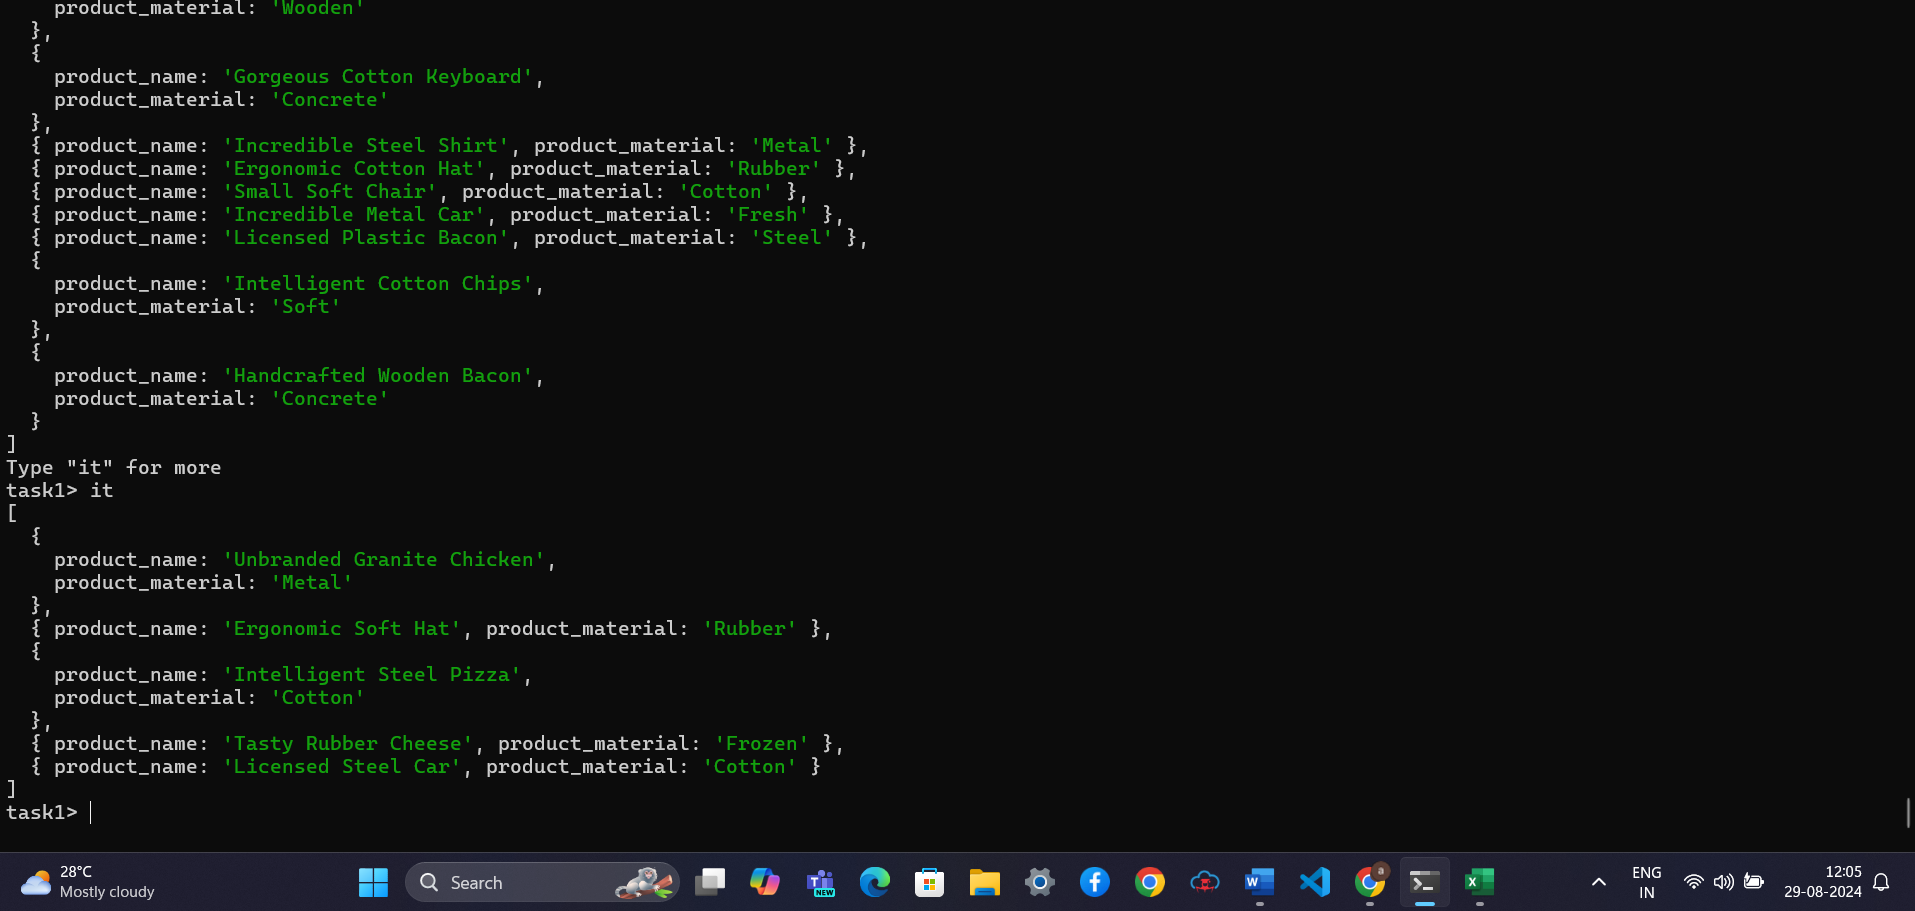 product_material: 'Wooden'
  },
  {
    product_name: 'Gorgeous Cotton Keyboard',
    product_material: 'Concrete'
  },
  { product_name: 'Incredible Steel Shirt', product_material: 'Metal' },
  { product_name: 'Ergonomic Cotton Hat', product_material: 'Rubber' },
  { product_name: 'Small Soft Chair', product_material: 'Cotton' },
  { product_name: 'Incredible Metal Car', product_material: 'Fresh' },
  { product_name: 'Licensed Plastic Bacon', product_material: 'Steel' },
  {
    product_name: 'Intelligent Cotton Chips',
    product_material: 'Soft'
  },
  {
    product_name: 'Handcrafted Wooden Bacon',
    product_material: 'Concrete'
  }
]
Type "it" for more
task1> it
[
  {
    product_name: 'Unbranded Granite Chicken',
    product_material: 'Metal'
  },
  { product_name: 'Ergonomic Soft Hat', product_material: 'Rubber' },
  {
    product_name: 'Intelligent Steel Pizza',
    product_material: 'Cotton'
  },
  { product_name: 'Tasty Rubber Cheese', product_material: 'Frozen' },
  { product_name: 'Licensed Steel Car', product_material: 'Cotton' }
]
task1>
28°C
Mostly cloudy
Search
NEW
ENG
IN
12:05
29-08-2024